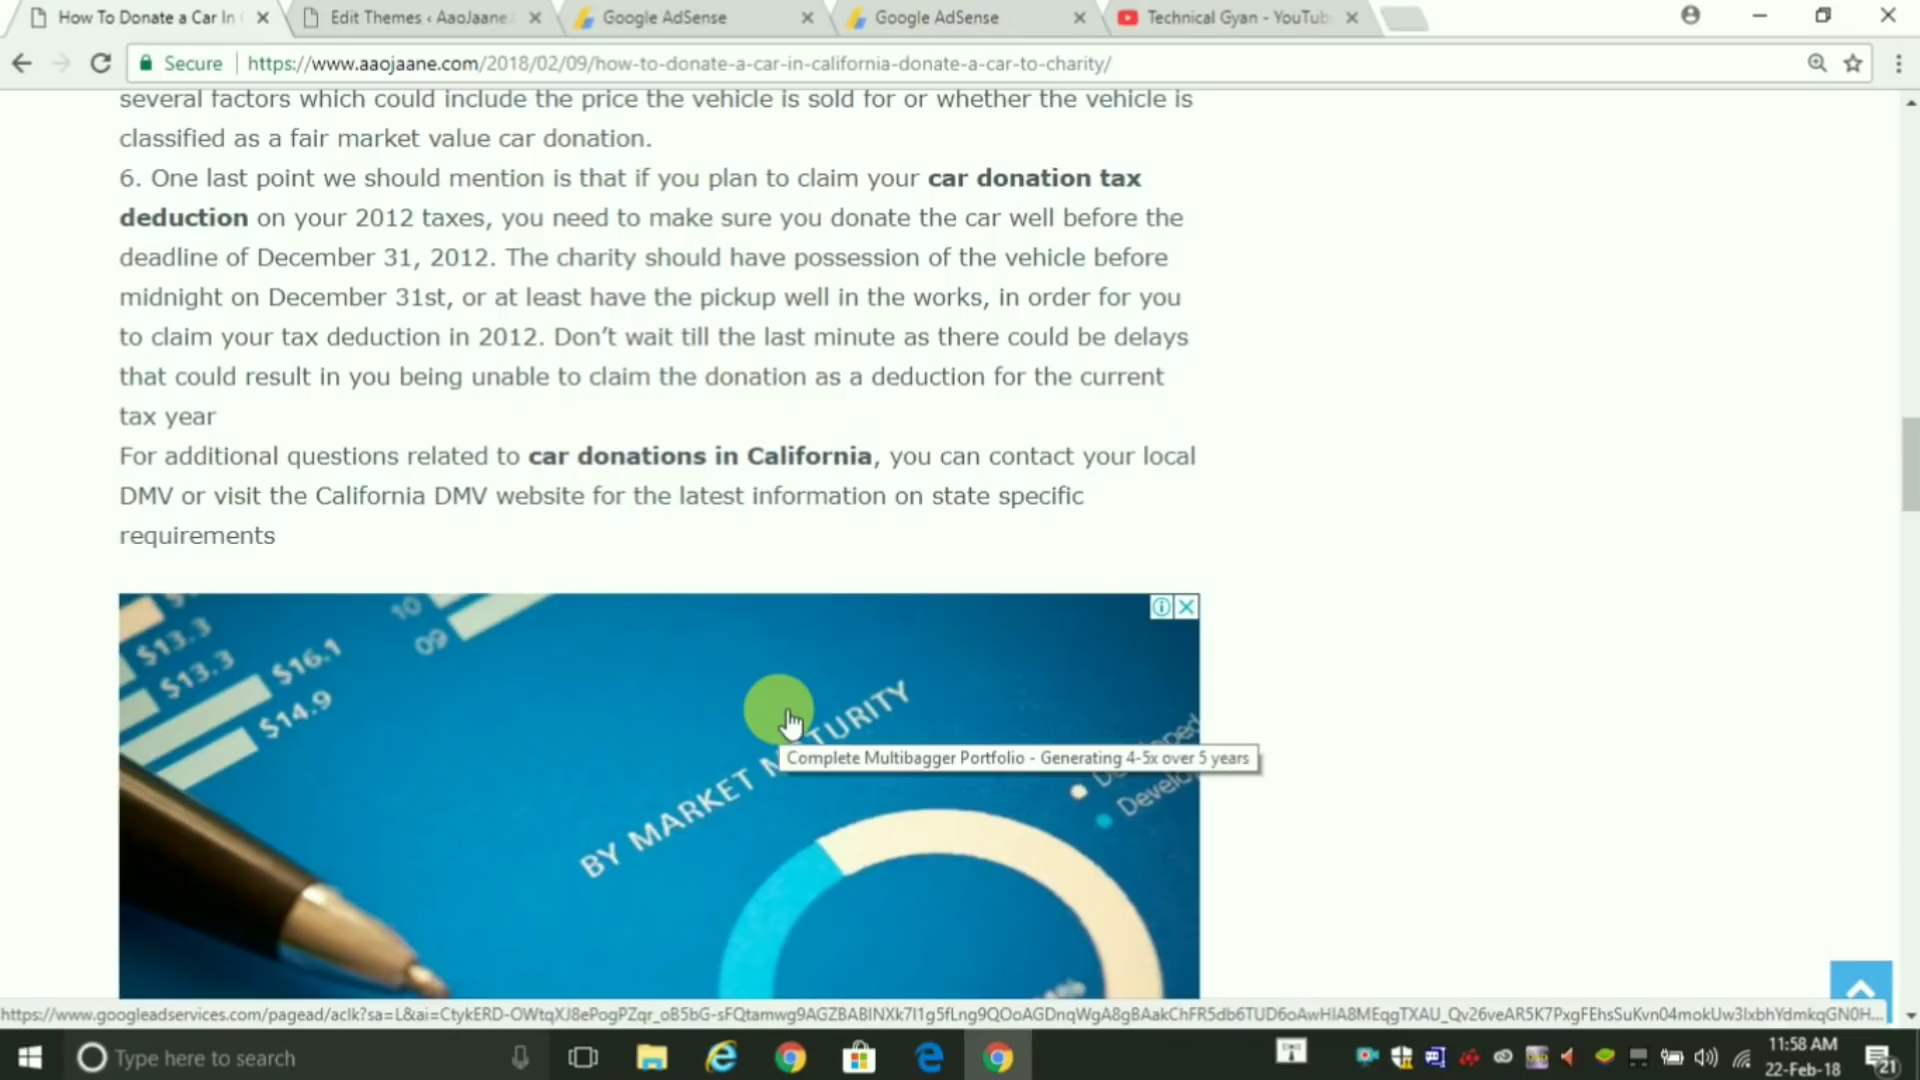 How To Donate a Car In
Edit Themes ‹ AaoJaane
Google AdSense
Google AdSense
Technical Gyan - YouTub
Secure
https://www.aaojaane.com/2018/02/09/how-to-donate-a-car-in-california-donate-a-car-to-charity/
several factors which could include the price the vehicle is sold for or whether the vehicle is
classified as a fair market value car donation.
6. One last point we should mention is that if you plan to claim your car donation tax
deduction on your 2012 taxes, you need to make sure you donate the car well before the
deadline of December 31, 2012. The charity should have possession of the vehicle before
midnight on December 31st, or at least have the pickup well in the works, in order for you
to claim your tax deduction in 2012. Don’t wait till the last minute as there could be delays
that could result in you being unable to claim the donation as a deduction for the current
tax year
For additional questions related to car donations in California, you can contact your local
DMV or visit the California DMV website for the latest information on state specific
requirements
$13.3
$13.3
$16.1
$14.9
10
09
BY MARKET TURITY
Complete Multibagger Portfolio - Generating 4-5x over 5 years
Type here to search
11:58 AM
22-Feb-18
21